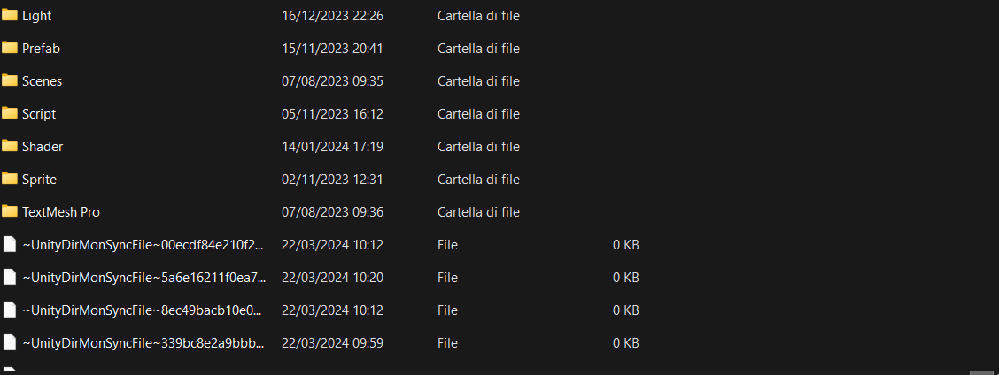 Light 16/12/2023 22:26 Cartella di file
Prefab 15/11/2023 20:41 Cartella di file
Scenes 07/08/2023 09:35 Cartella di file
Script 05/11/2023 16:12 Cartella di file
Shader 14/01/2024 17:19 Cartella di file
Sprite 02/11/2023 12:31 Cartella di file
TextMesh Pro 07/08/2023 09:36 Cartella di file
~UnityDirMonSyncFile~00ecdf84e210f2... 22/03/2024 10:12 File 0 KB
~UnityDirMonSyncFile~5a6e16211f0ea7... 22/03/2024 10:20 File 0 KB
~UnityDirMonSyncFile~8ec49bacb10e0... 22/03/2024 10:12 File 0 KB
~UnityDirMonSyncFile~339bc8e2a9bbb... 22/03/2024 09:59 File 0 KB